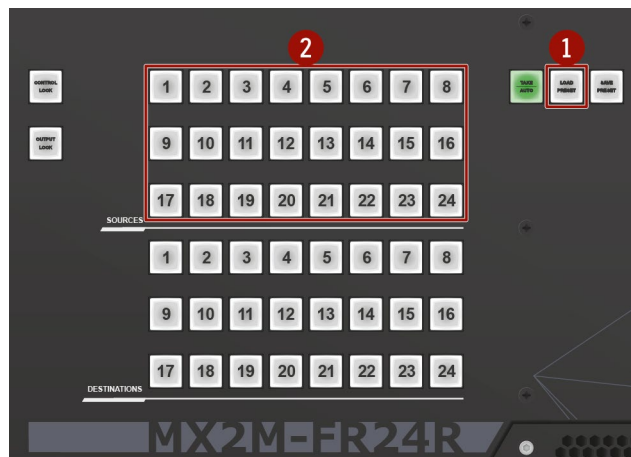 2
1
CONTROL
LOCK
1 2 3 4 5 6 7 8
TAKE
AUTO
LOAD
PRESET
SAVE
PRESET
OUTPUT
LOCK
9 10 11 12 13 14 15 16
17 18 19 20 21 22 23 24
SOURCES
1 2 3 4 5 6 7 8
9 10 11 12 13 14 15 16
17 18 19 20 21 22 23 24
DESTINATIONS
MX2M-FR24R